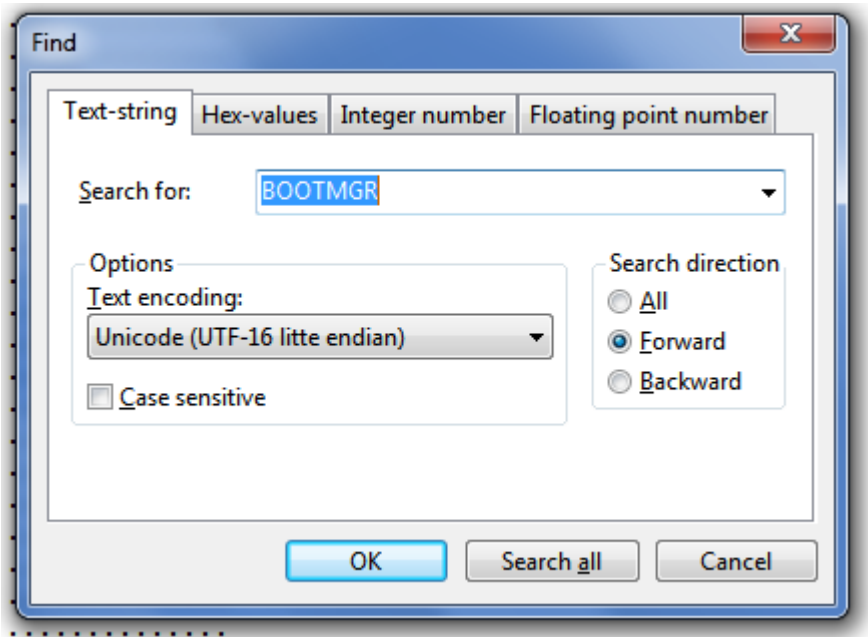 Find
Text-string Hex-values Integer number Floating point number
Search for: BOOTMGR
Options
Text encoding:
Unicode (UTF-16 litte endian)
Case sensitive
Search direction
All
Forward
Backward
OK Search all Cancel